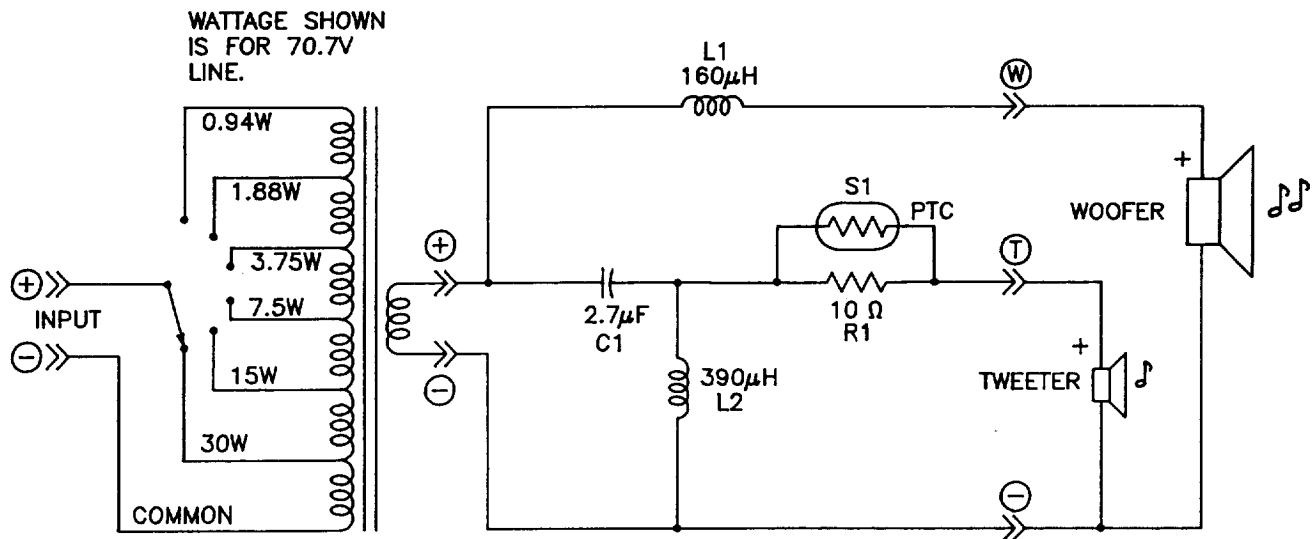 WATTAGE SHOWN
IS FOR 70.7V
LINE.
0.94W
1.88W
3.75W
7.5W
15W
30W
COMMON
+
INPUT
−
+
−
L1
160μH
W
S1
PTC
10 Ω
R1
T
2.7μF
C1
390μH
L2
+
WOOFER
+
TWEETER
−